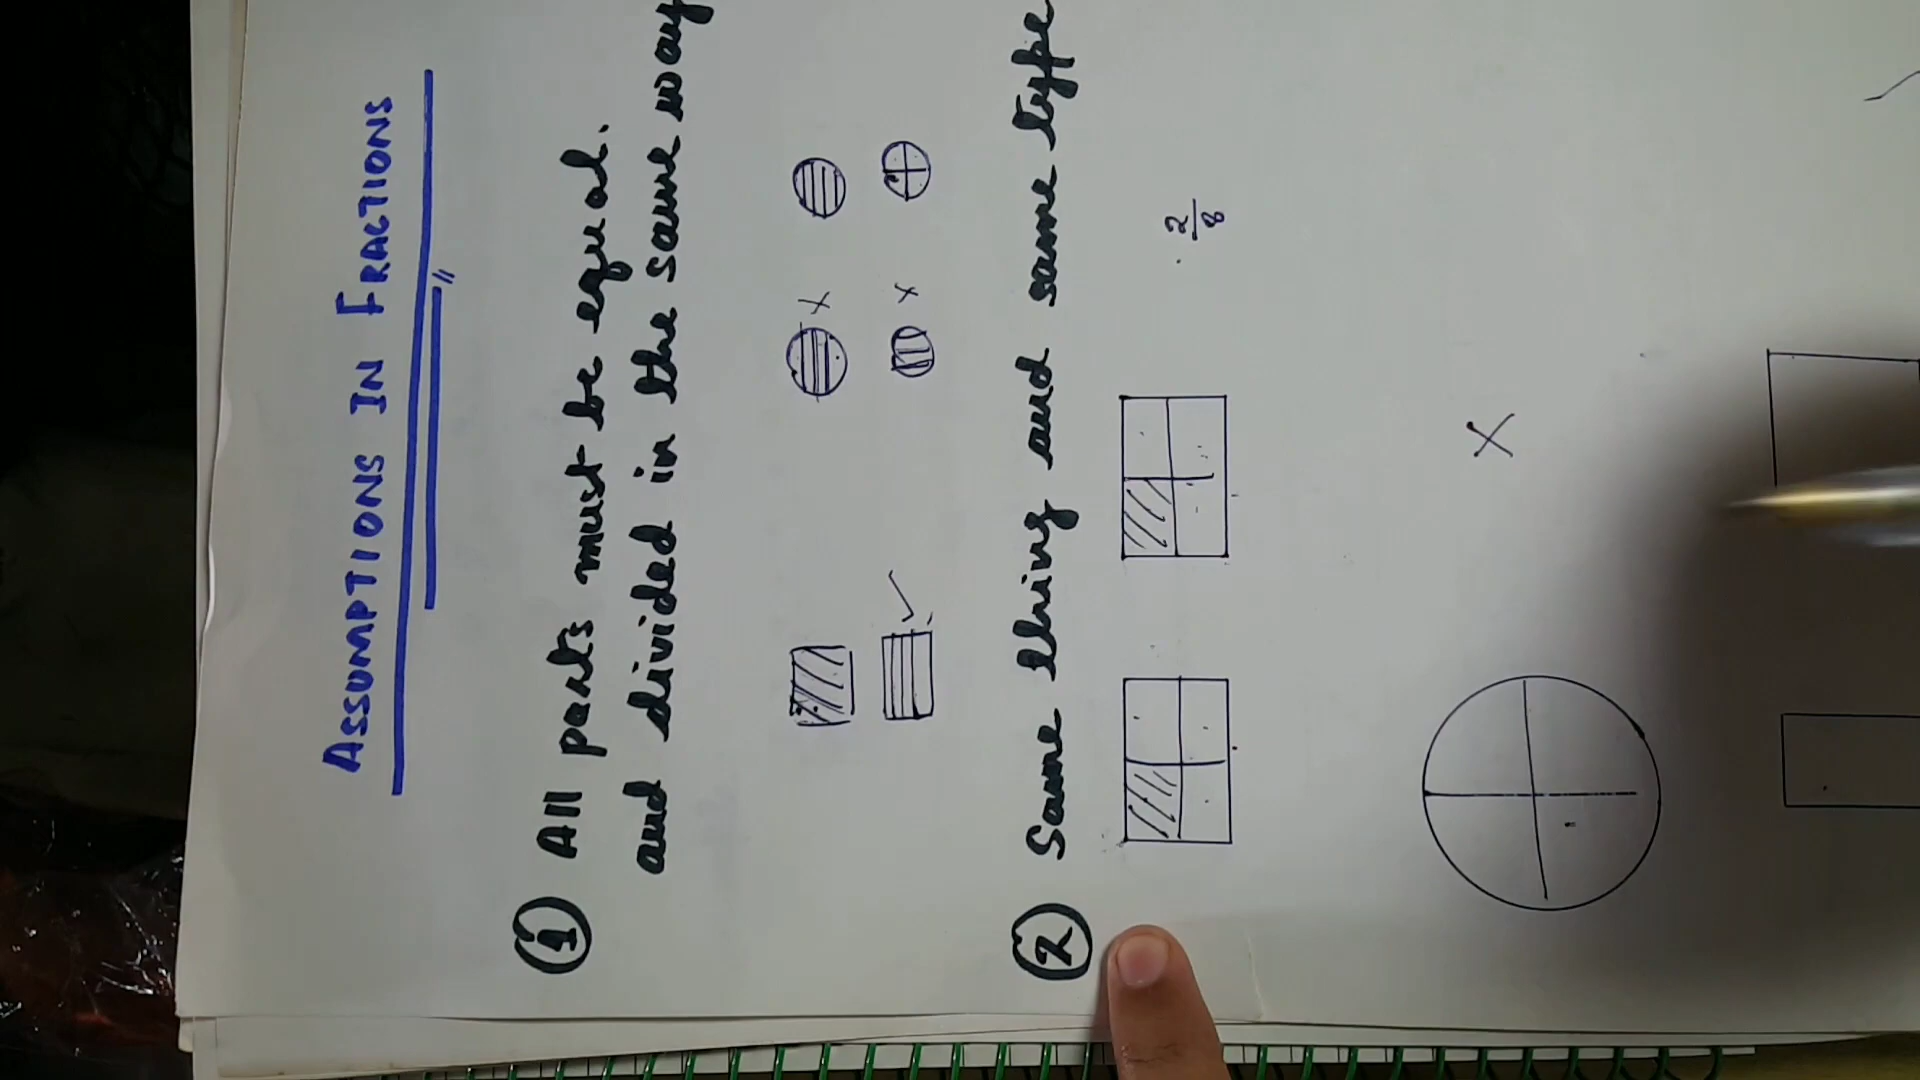 ASSUMPTIONS IN FRACTIONS
(1) All parts must be equal.
and divided in the same way
(2) Same thing and same type
2/8